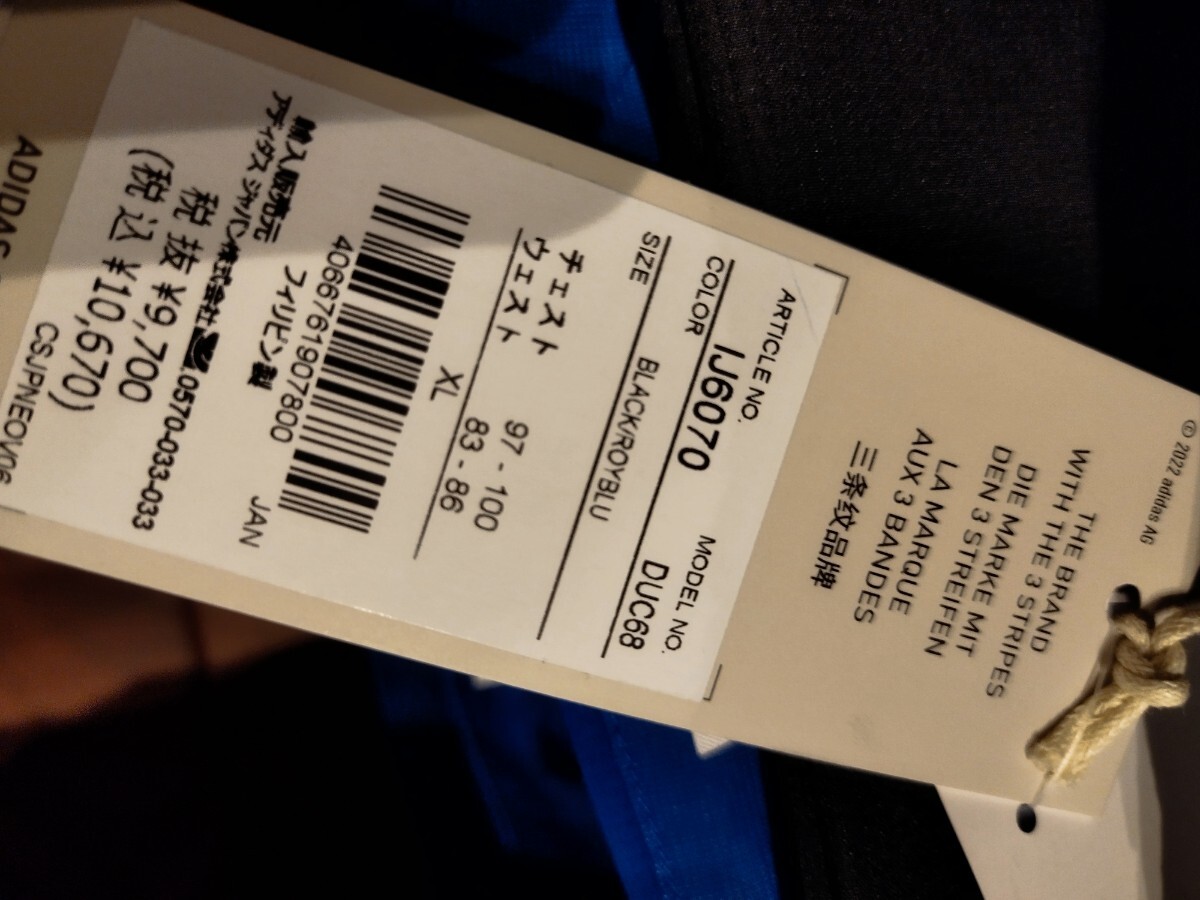 © 2022 adidas AG
THE BRAND
WITH THE 3 STRIPES
DIE MARKE MIT
DEN 3 STREIFEN
LA MARQUE
AUX 3 BANDES
三条纹品牌
ARTICLE NO. MODEL NO.
IJ6070 DUC68
COLOR
BLACK/ROYBLU
SIZE
チェスト 97 - 100
ウェスト 83 - 86
XL
4066761907800
フィリピン製 JAN
輸入販売元
アディダス ジャパン株式会社 0570-033-033
税 抜 ¥9,700
(税 込 ¥10,670)
CSJPNEOV06
ADIDAS